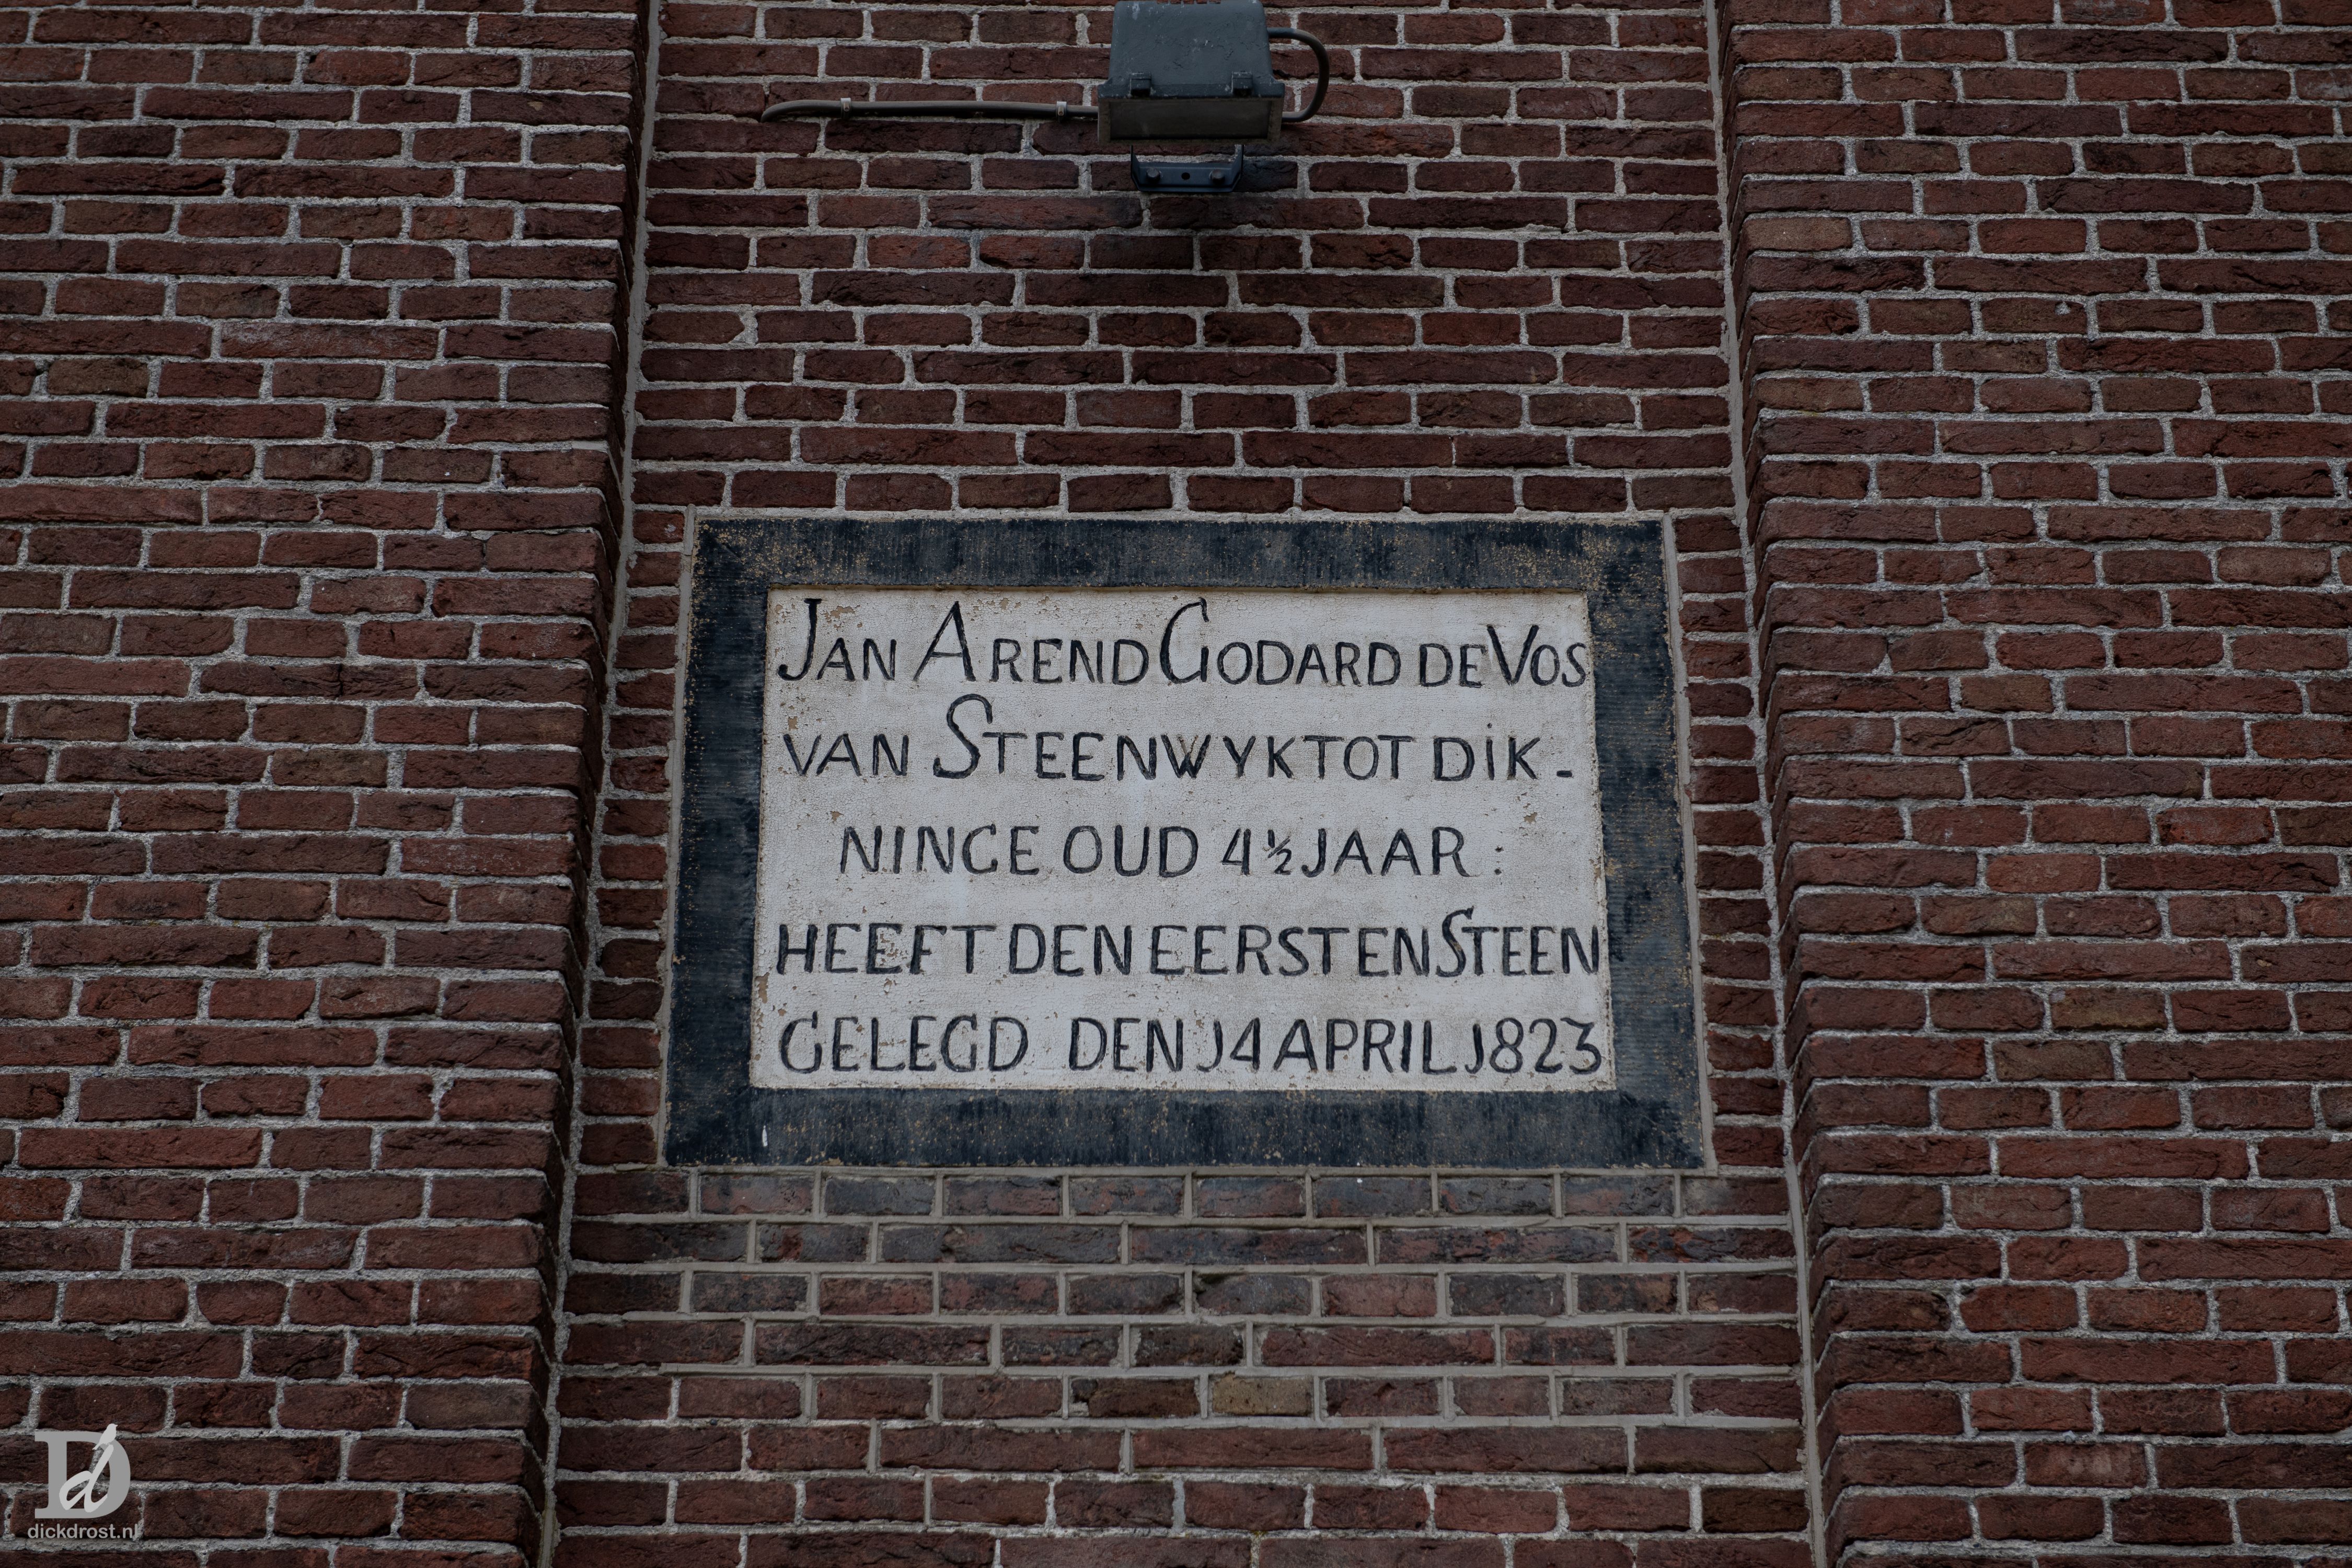 JAN AREND GODARD DE VOS
VAN STEENWYK TOT DIK-
NINGE OUD 4½ JAAR:
HEEFT DEN EERSTEN STEEN
GELEGD DEN 14 APRIL 1823
Dd
dickdrost.nl